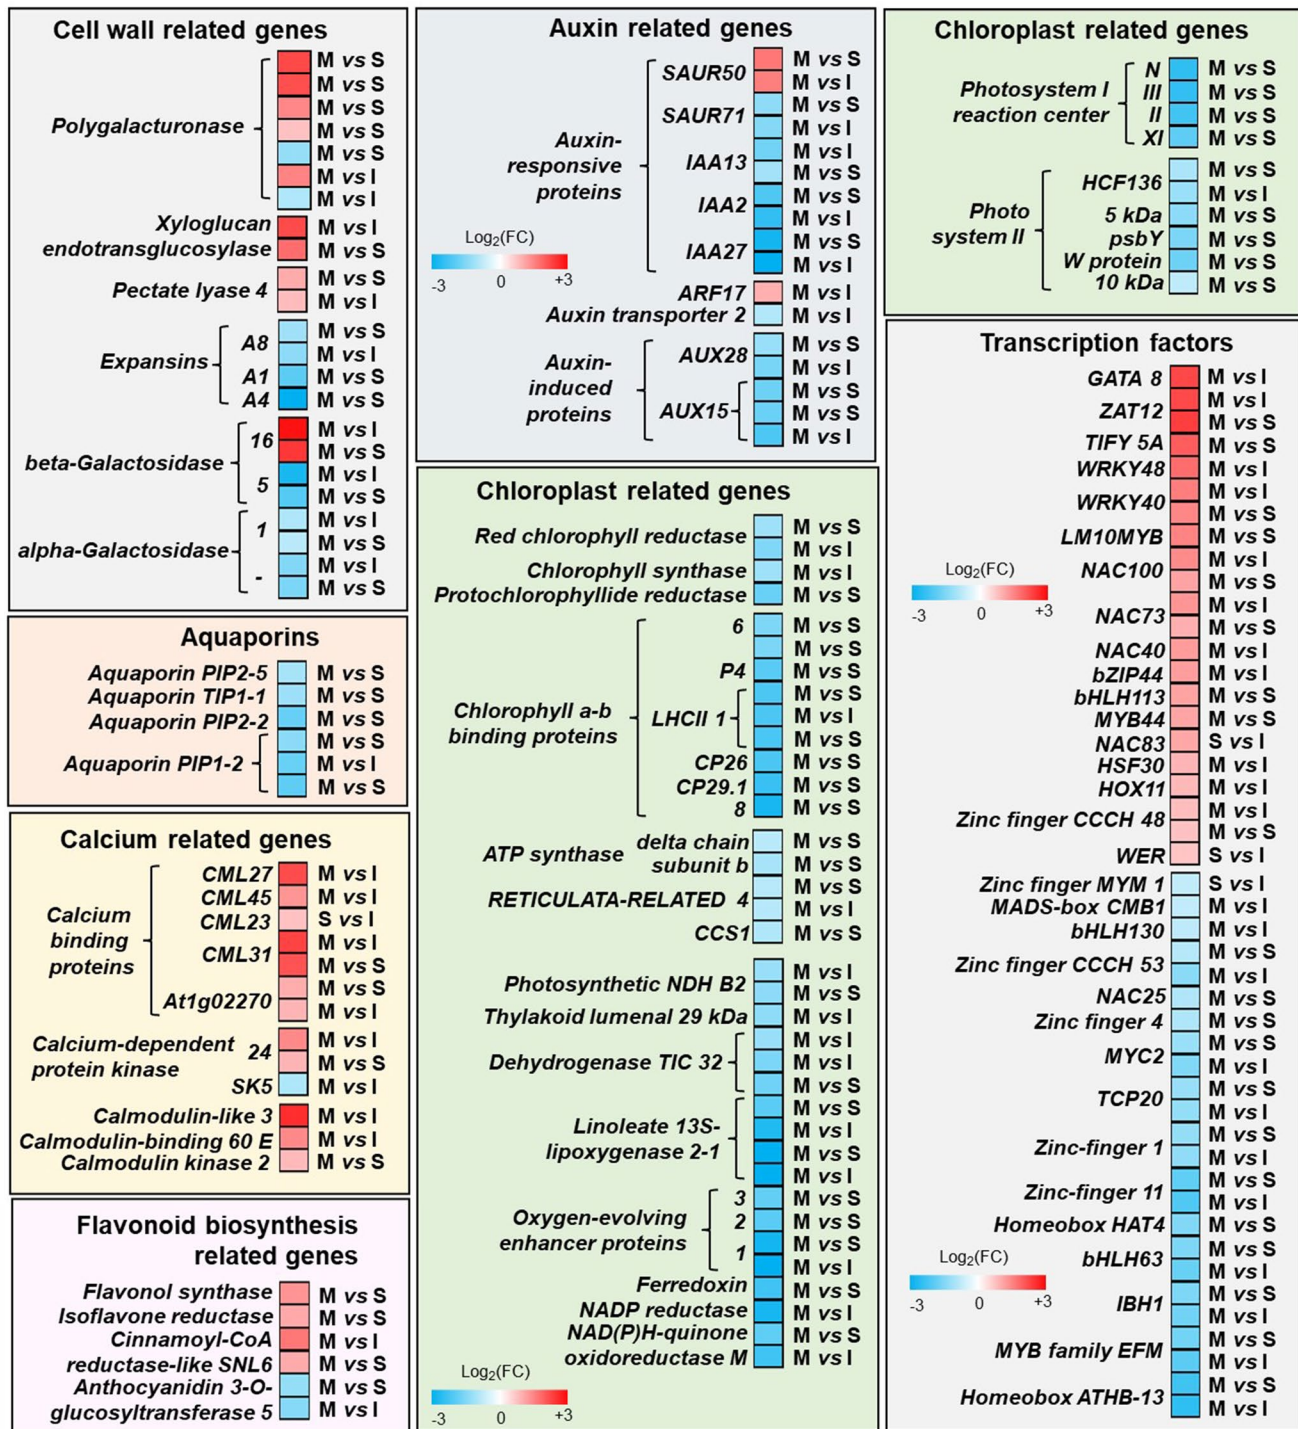 Cell wall related genes
Polygalacturonase
M vs S
M vs S
M vs S
M vs S
M vs S
M vs I
M vs I
Xyloglucan
endotransglucosylase
M vs I
M vs S
Pectate lyase 4
M vs S
M vs I
Expansins
A8
A1
A4
M vs S
M vs I
M vs S
M vs S
beta-Galactosidase
16
5
M vs I
M vs S
M vs I
M vs S
alpha-Galactosidase
1
-
M vs I
M vs S
M vs I
M vs S
Aquaporins
Aquaporin PIP2-5 M vs S
Aquaporin TIP1-1 M vs S
Aquaporin PIP2-2 M vs S
Aquaporin PIP1-2
M vs S
M vs I
M vs S
Calcium related genes
Calcium
binding
proteins
CML27 M vs I
CML45 M vs I
CML23 S vs I
CML31
M vs I
M vs S
At1g02270
M vs S
M vs I
Calcium-dependent
protein kinase
24
M vs I
M vs S
SK5 M vs I
Calmodulin-like 3 M vs I
Calmodulin-binding 60 E M vs I
Calmodulin kinase 2 M vs S
Flavonoid biosynthesis
related genes
Flavonol synthase M vs S
Isoflavone reductase M vs S
Cinnamoyl-CoA M vs I
reductase-like SNL6 M vs S
Anthocyanidin 3-O- M vs S
glucosyltransferase 5 M vs I
Auxin related genes
Auxin-
responsive
proteins
SAUR50
M vs S
M vs I
SAUR71
M vs S
M vs I
IAA13
M vs I
M vs S
IAA2
M vs S
M vs I
IAA27
M vs S
M vs I
Log2(FC)
-3 0 +3
ARF17 M vs I
Auxin transporter 2 M vs I
Auxin-
induced
proteins
AUX28
M vs S
M vs I
AUX15
M vs S
M vs S
M vs I
Chloroplast related genes
Red chlorophyll reductase
M vs S
M vs I
Chlorophyll synthase M vs I
Protochlorophyllide reductase M vs S
Chlorophyll a-b
binding proteins
6
M vs S
M vs S
P4 M vs S
LHCII 1
M vs S
M vs I
M vs S
CP26 M vs S
CP29.1 M vs S
8 M vs S
ATP synthase
delta chain M vs S
subunit b M vs S
RETICULATA-RELATED 4
M vs S
M vs I
CCS1 M vs S
Photosynthetic NDH B2
M vs I
M vs S
Thylakoid lumenal 29 kDa M vs I
Dehydrogenase TIC 32
M vs I
M vs I
M vs S
Linoleate 13S-
lipoxygenase 2-1
M vs S
M vs I
M vs S
M vs I
Oxygen-evolving
enhancer proteins
3 M vs S
2 M vs S
1
M vs S
M vs I
Ferredoxin M vs S
NADP reductase M vs I
NAD(P)H-quinone M vs S
oxidoreductase M M vs I
Log2(FC)
-3 0 +3
Chloroplast related genes
Photosystem I
reaction center
N M vs S
III M vs S
II M vs S
XI M vs S
Photo
system II
HCF136
M vs S
M vs I
5 kDa M vs S
psbY M vs S
W protein M vs S
10 kDa M vs S
Transcription factors
GATA 8 M vs I
ZAT12
M vs I
M vs S
TIFY 5A M vs S
WRKY48 M vs I
WRKY40
M vs I
M vs S
LM10MYB M vs S
NAC100
M vs I
M vs S
NAC73
M vs I
M vs S
NAC40 M vs I
bZIP44 M vs I
bHLH113 M vs S
MYB44 M vs S
NAC83 S vs I
HSF30 M vs I
HOX11 M vs I
Zinc finger CCCH 48
M vs I
M vs S
WER S vs I
Log2(FC)
-3 0 +3
Zinc finger MYM 1 S vs I
MADS-box CMB1 M vs I
bHLH130 M vs I
Zinc finger CCCH 53
M vs S
M vs I
NAC25 M vs S
Zinc finger 4 M vs S
MYC2
M vs S
M vs I
TCP20
M vs S
M vs I
Zinc-finger 1
M vs S
M vs I
Zinc-finger 11
M vs S
M vs I
Homeobox HAT4 M vs S
bHLH63
M vs S
M vs I
IBH1
M vs S
M vs I
MYB family EFM
M vs S
M vs I
Homeobox ATHB-13
M vs S
M vs I
Log2(FC)
-3 0 +3